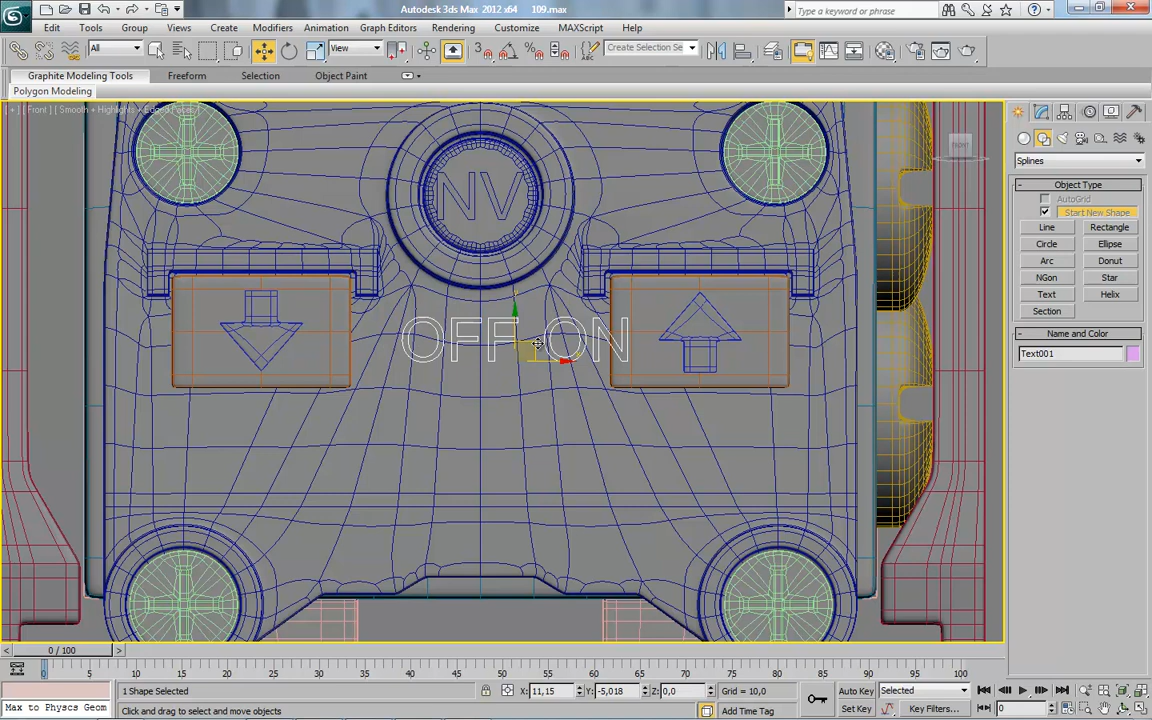 Autodesk 3ds Max 2012 x64 109.max
Type a keyword or phrase
Edit Tools Group Views Create Modifiers Animation Graph Editors Rendering Customize MAXScript Help
All View Create Selection Se
Graphite Modeling Tools Freeform Selection Object Paint
Polygon Modeling
[ + ] [ Front ] [ Smooth + Highlights + Edged Faces ]
FRONT
Splines
- Object Type
AutoGrid
Start New Shape
Line Rectangle
Circle Ellipse
Arc Donut
NGon Star
Text Helix
Section
- Name and Color
Text001
NV
OFF ON
0 / 100
0 5 10 15 20 25 30 35 40 45 50 55 60 65 70 75 80 85 90 95 100
1 Shape Selected X: 11,15 Y: -5,018 Z: 0,0 Grid = 10,0 Auto Key Selected
Max to Physcs Geom Click and drag to select and move objects Add Time Tag Set Key Key Filters... 0